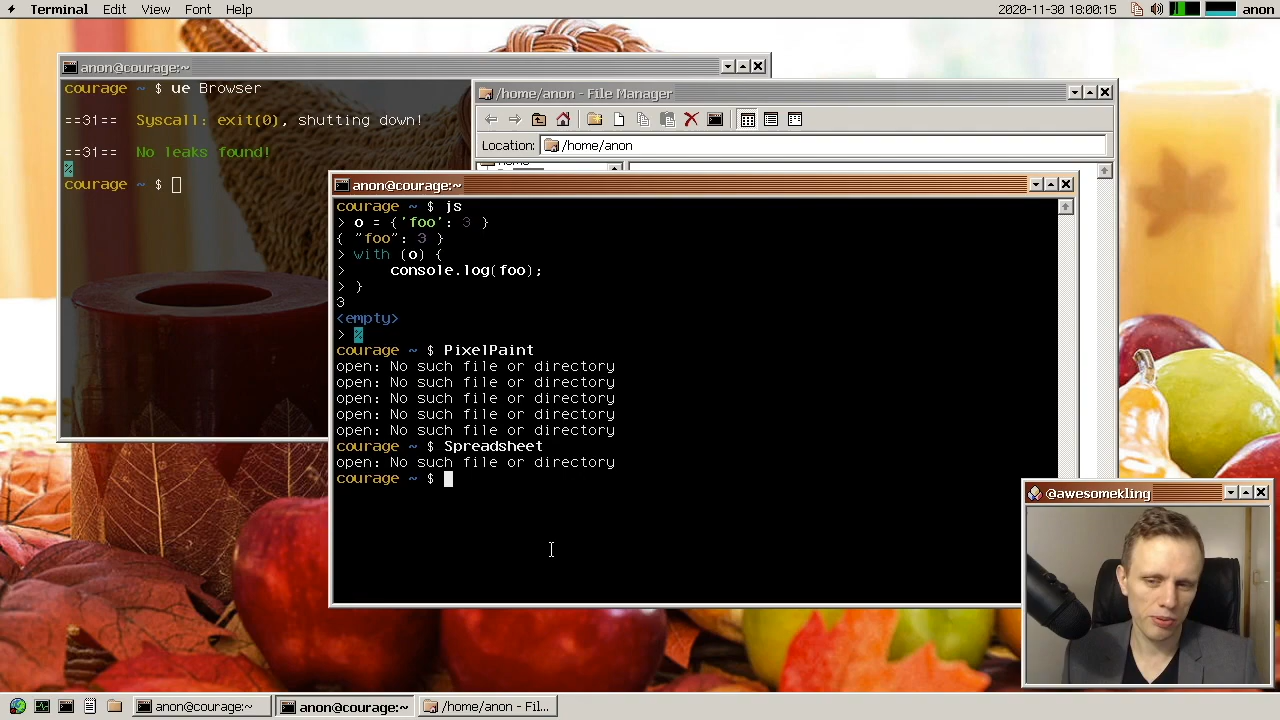 Terminal Edit View Font Help 2020-11-30 18:00:15 anon
anon@courage:~
courage ~ $ ue Browser
==31== Syscall: exit(0), shutting down!
==31== No leaks found!
%
courage ~ $
/home/anon - File Manager
Location: /home/anon
anon@courage:~
courage ~ $ js
> o = {'foo': 3 }
{ "foo": 3 }
> with (o) {
>     console.log(foo);
> }
3
<empty>
> %
courage ~ $ PixelPaint
open: No such file or directory
open: No such file or directory
open: No such file or directory
open: No such file or directory
open: No such file or directory
courage ~ $ Spreadsheet
open: No such file or directory
courage ~ $
@awesomekling
anon@courage:~ anon@courage:~ /home/anon - Fil...